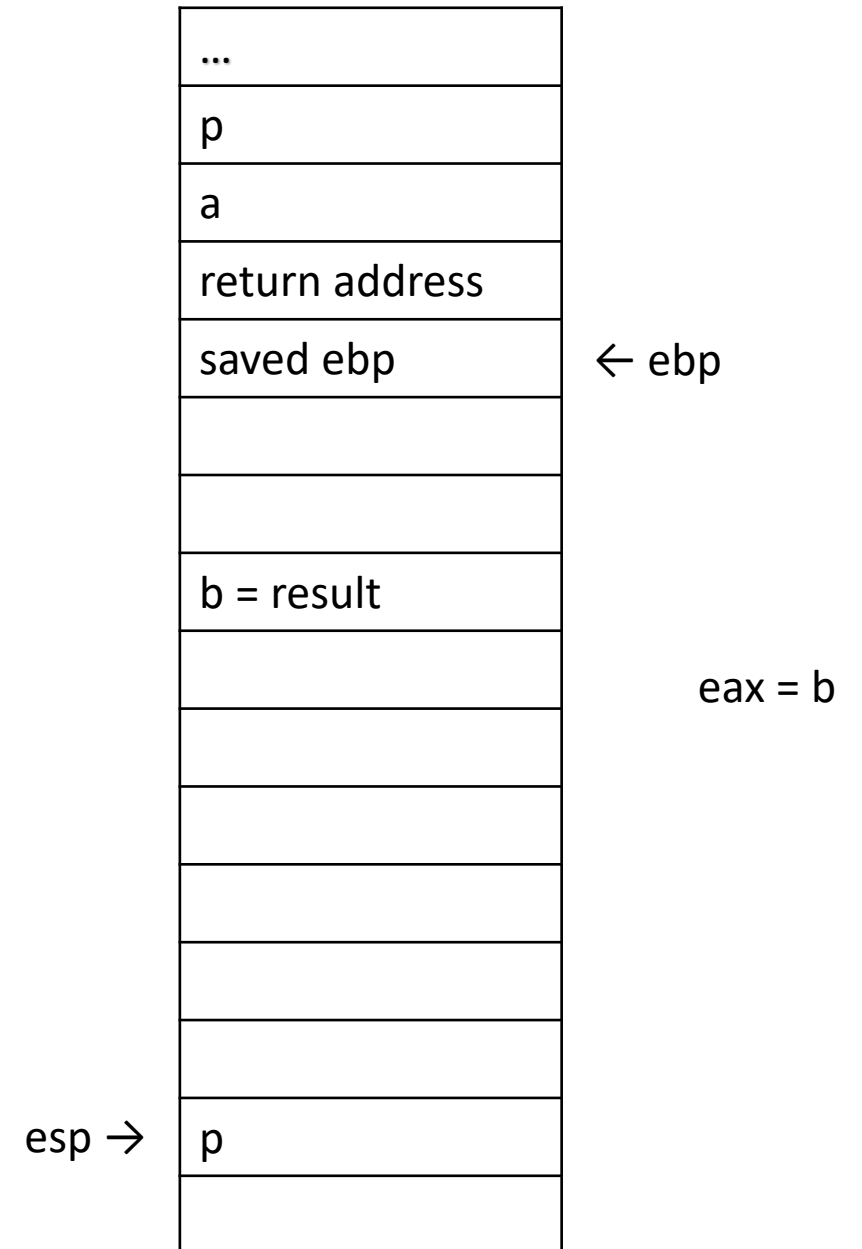 ...
p
a
return address
saved ebp
← ebp
b = result
eax = b
esp →
p